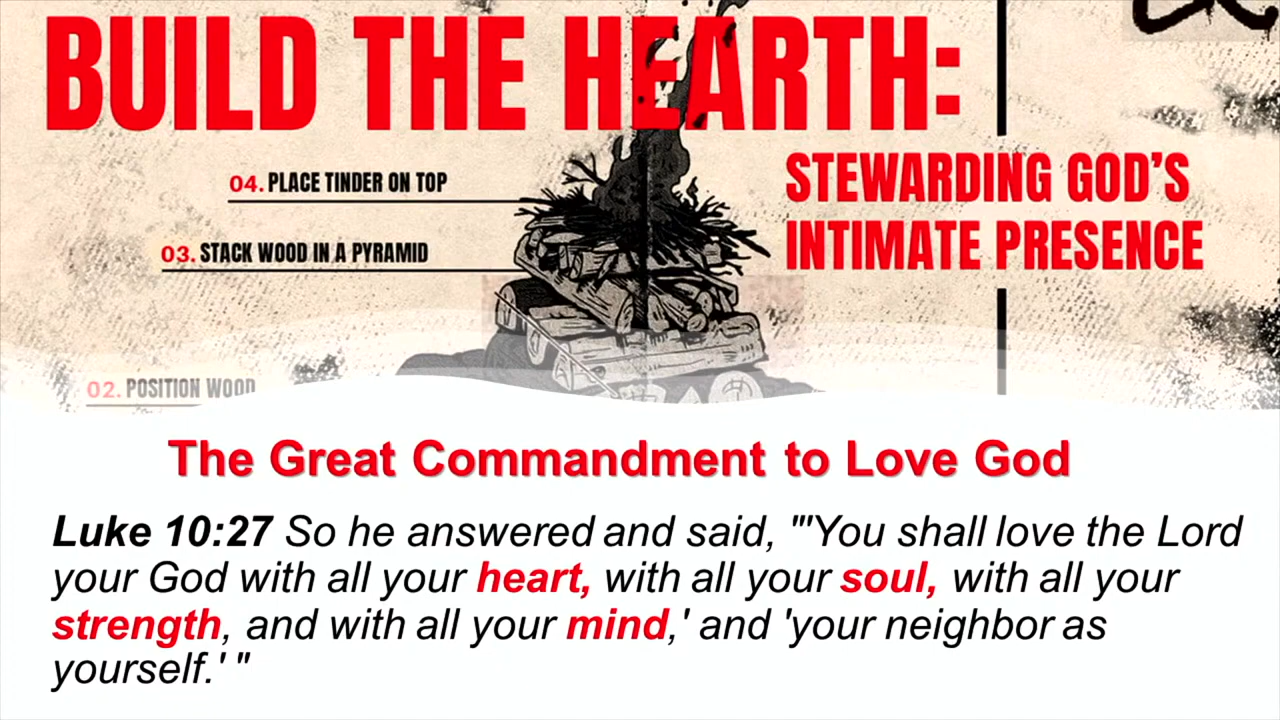 BUILD THE HEARTH:
STEWARDING GOD'S
INTIMATE PRESENCE
04. PLACE TINDER ON TOP
03. STACK WOOD IN A PYRAMID
02. POSITION WOOD
The Great Commandment to Love God
Luke 10:27 So he answered and said, "'You shall love the Lord
your God with all your heart, with all your soul, with all your
strength, and with all your mind,' and 'your neighbor as
yourself.' "